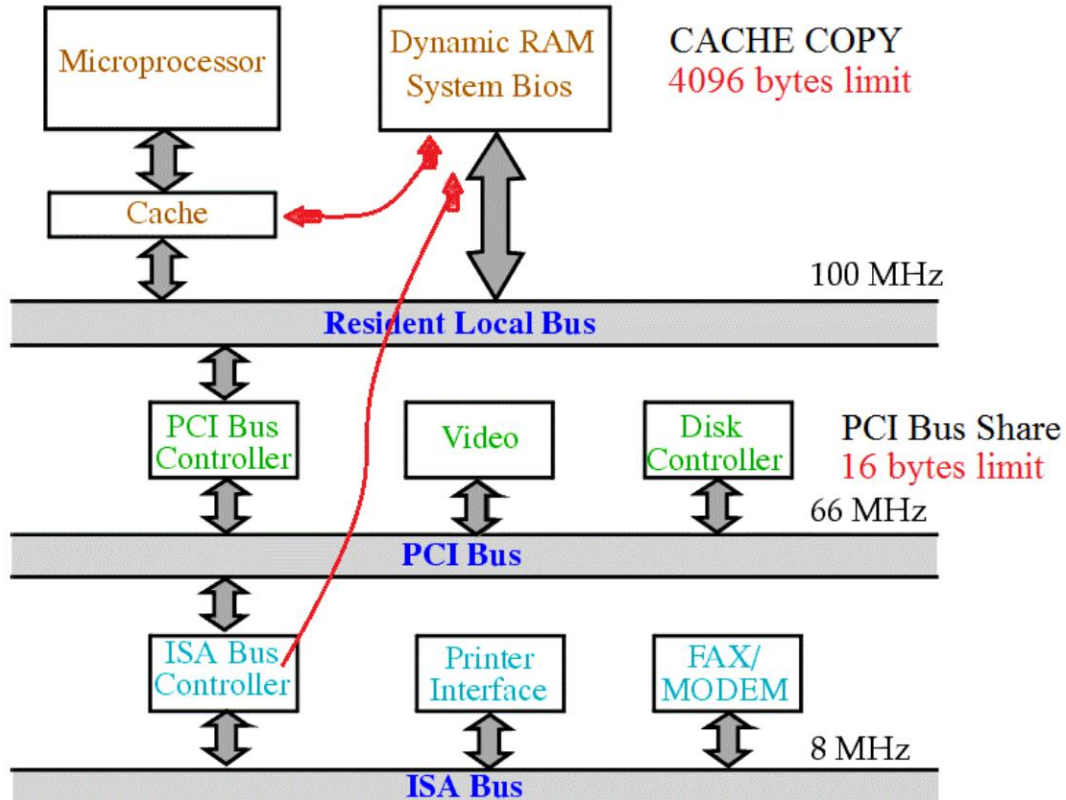 Microprocessor
Dynamic RAM
System Bios
CACHE COPY
4096 bytes limit
Cache
100 MHz
Resident Local Bus
PCI Bus
Controller
Video
Disk
Controller
PCI Bus Share
16 bytes limit
66 MHz
PCI Bus
ISA Bus
Controller
Printer
Interface
FAX/
MODEM
8 MHz
ISA Bus